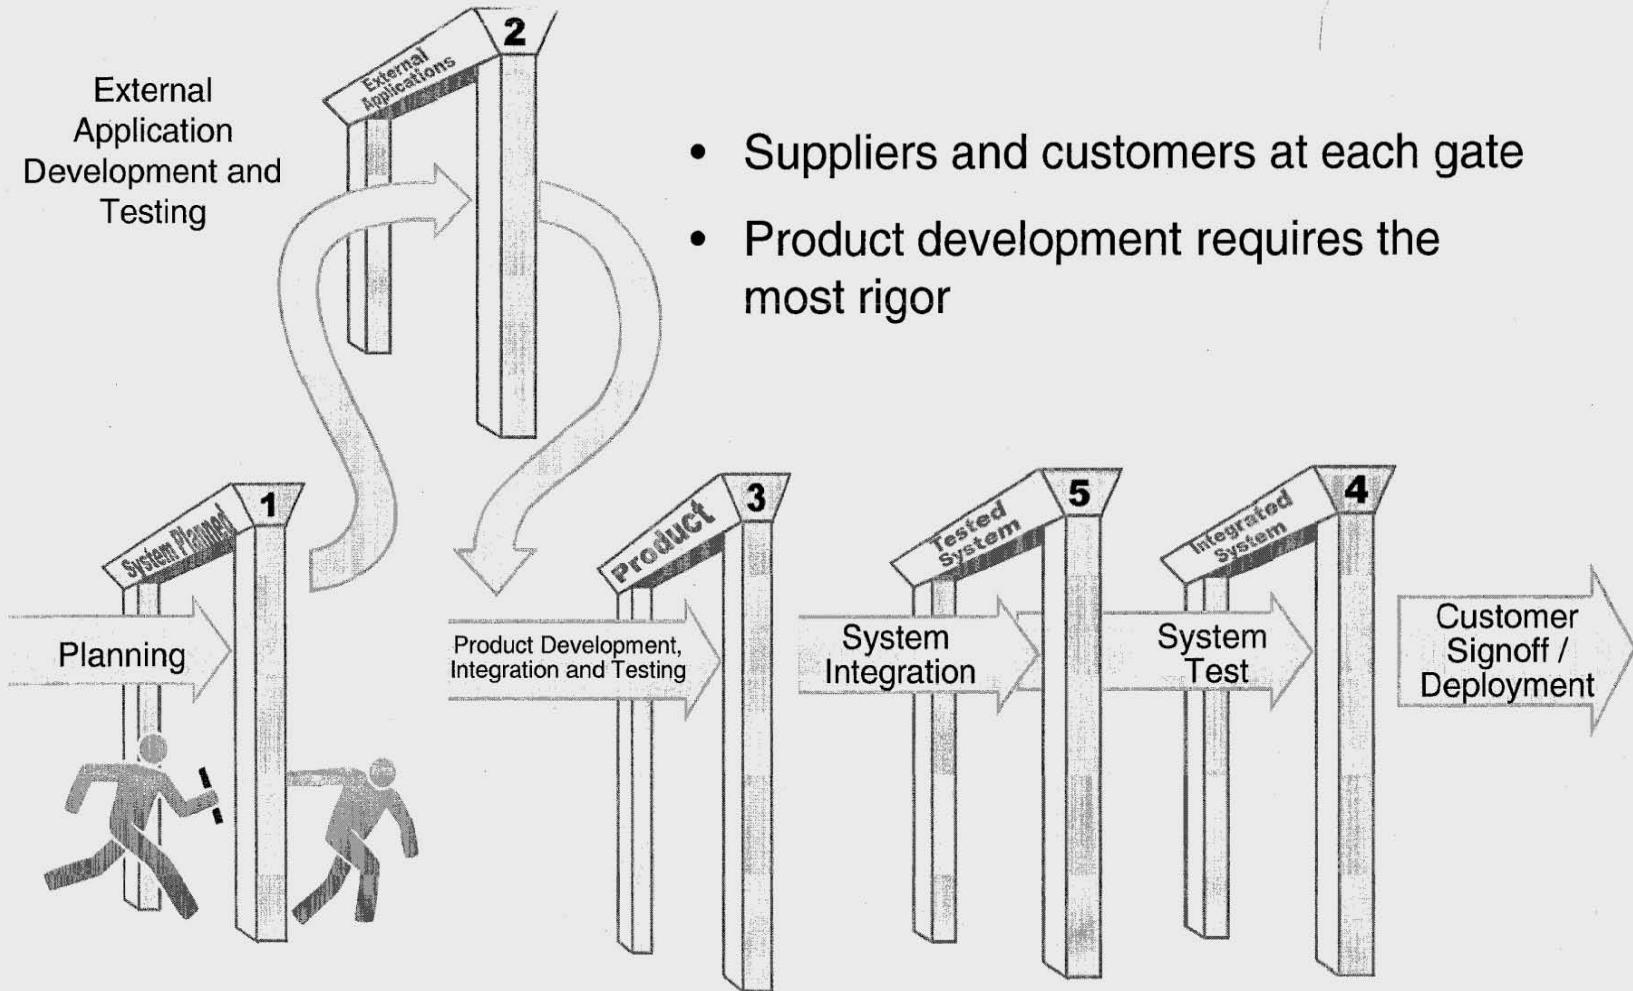 2
External
Applications
External
Application
Development and
Testing
• Suppliers and customers at each gate
• Product development requires the
most rigor
1
System Planned
3
Product
5
Tested
System
4
Integrated
System
Planning
Product Development,
Integration and Testing
System
Integration
System
Test
Customer
Signoff /
Deployment